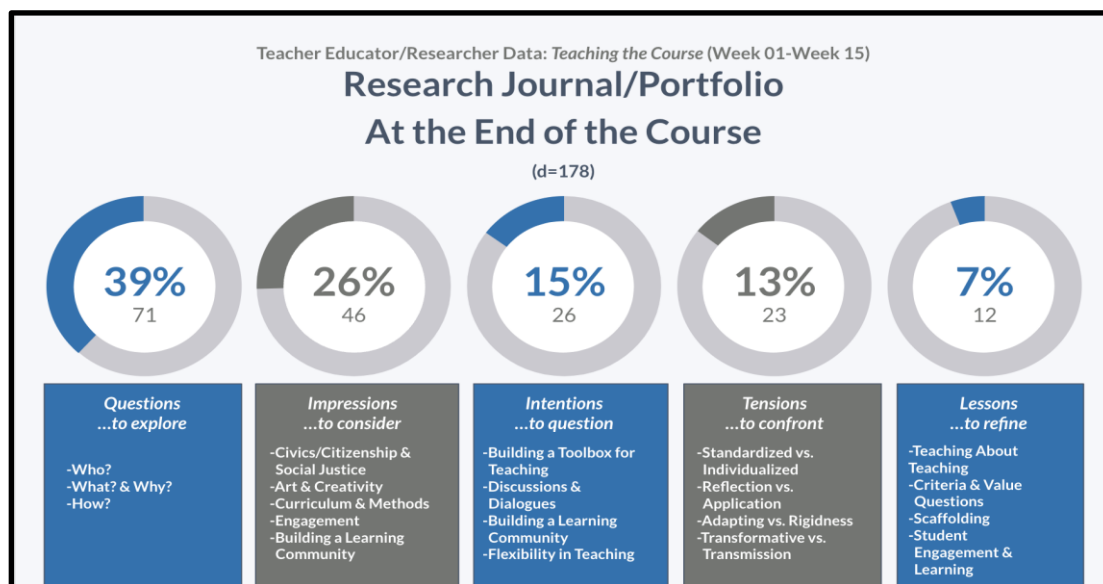 Teacher Educator/Researcher Data: Teaching the Course (Week 01-Week 15)
Research Journal/Portfolio
At the End of the Course
(d=178)
39%
71
26%
46
15%
26
13%
23
7%
12
Questions
...to explore
-Who?
-What? & Why?
-How?
Impressions
...to consider
-Civics/Citizenship &
Social Justice
-Art & Creativity
-Curriculum & Methods
-Engagement
-Building a Learning
Community
Intentions
...to question
-Building a Toolbox for
Teaching
-Discussions &
Dialogues
-Building a Learning
Community
-Flexibility in Teaching
Tensions
...to confront
-Standardized vs.
Individualized
-Reflection vs.
Application
-Adapting vs. Rigidness
-Transformative vs.
Transmission
Lessons
...to refine
-Teaching About
Teaching
-Criteria & Value
Questions
-Scaffolding
-Student
Engagement &
Learning